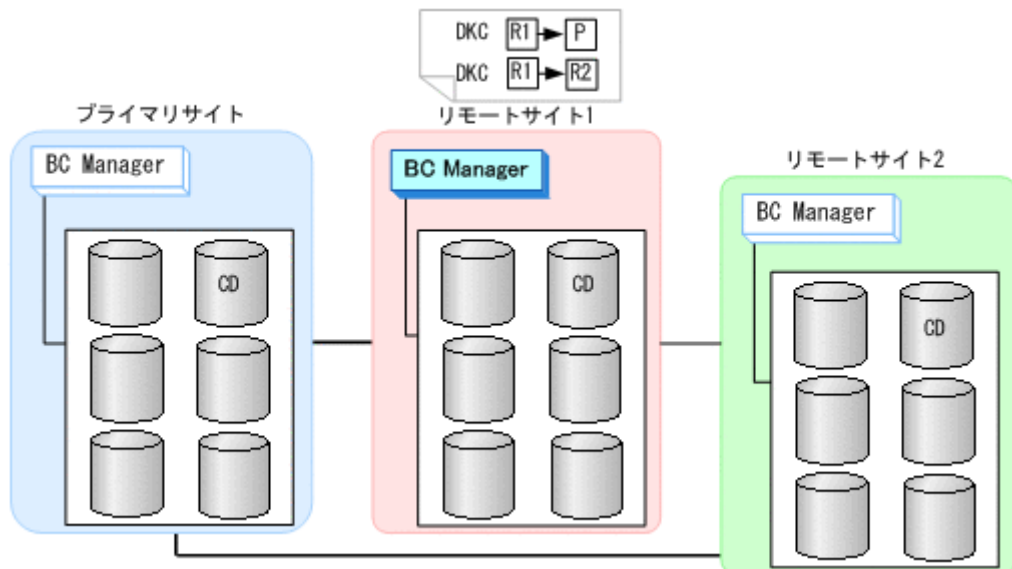 DKC R1 P
DKC R1 R2
プライマリサイト
リモートサイト1
リモートサイト2
BC Manager
BC Manager
BC Manager
CD
CD
CD